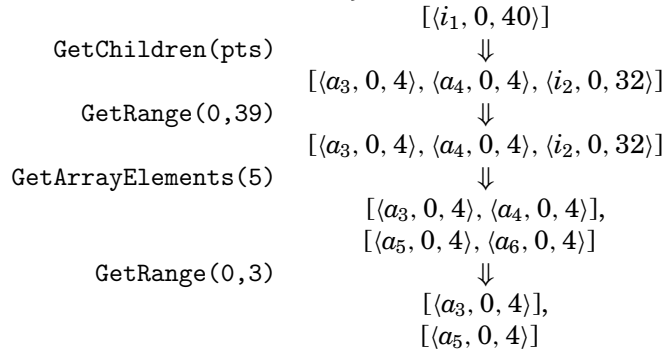 [⟨i₁, 0, 40⟩]
GetChildren(pts) ⇓
[⟨a₃, 0, 4⟩, ⟨a₄, 0, 4⟩, ⟨i₂, 0, 32⟩]
GetRange(0,39) ⇓
[⟨a₃, 0, 4⟩, ⟨a₄, 0, 4⟩, ⟨i₂, 0, 32⟩]
GetArrayElements(5) ⇓
[⟨a₃, 0, 4⟩, ⟨a₄, 0, 4⟩],
[⟨a₅, 0, 4⟩, ⟨a₆, 0, 4⟩]
GetRange(0,3) ⇓
[⟨a₃, 0, 4⟩],
[⟨a₅, 0, 4⟩]